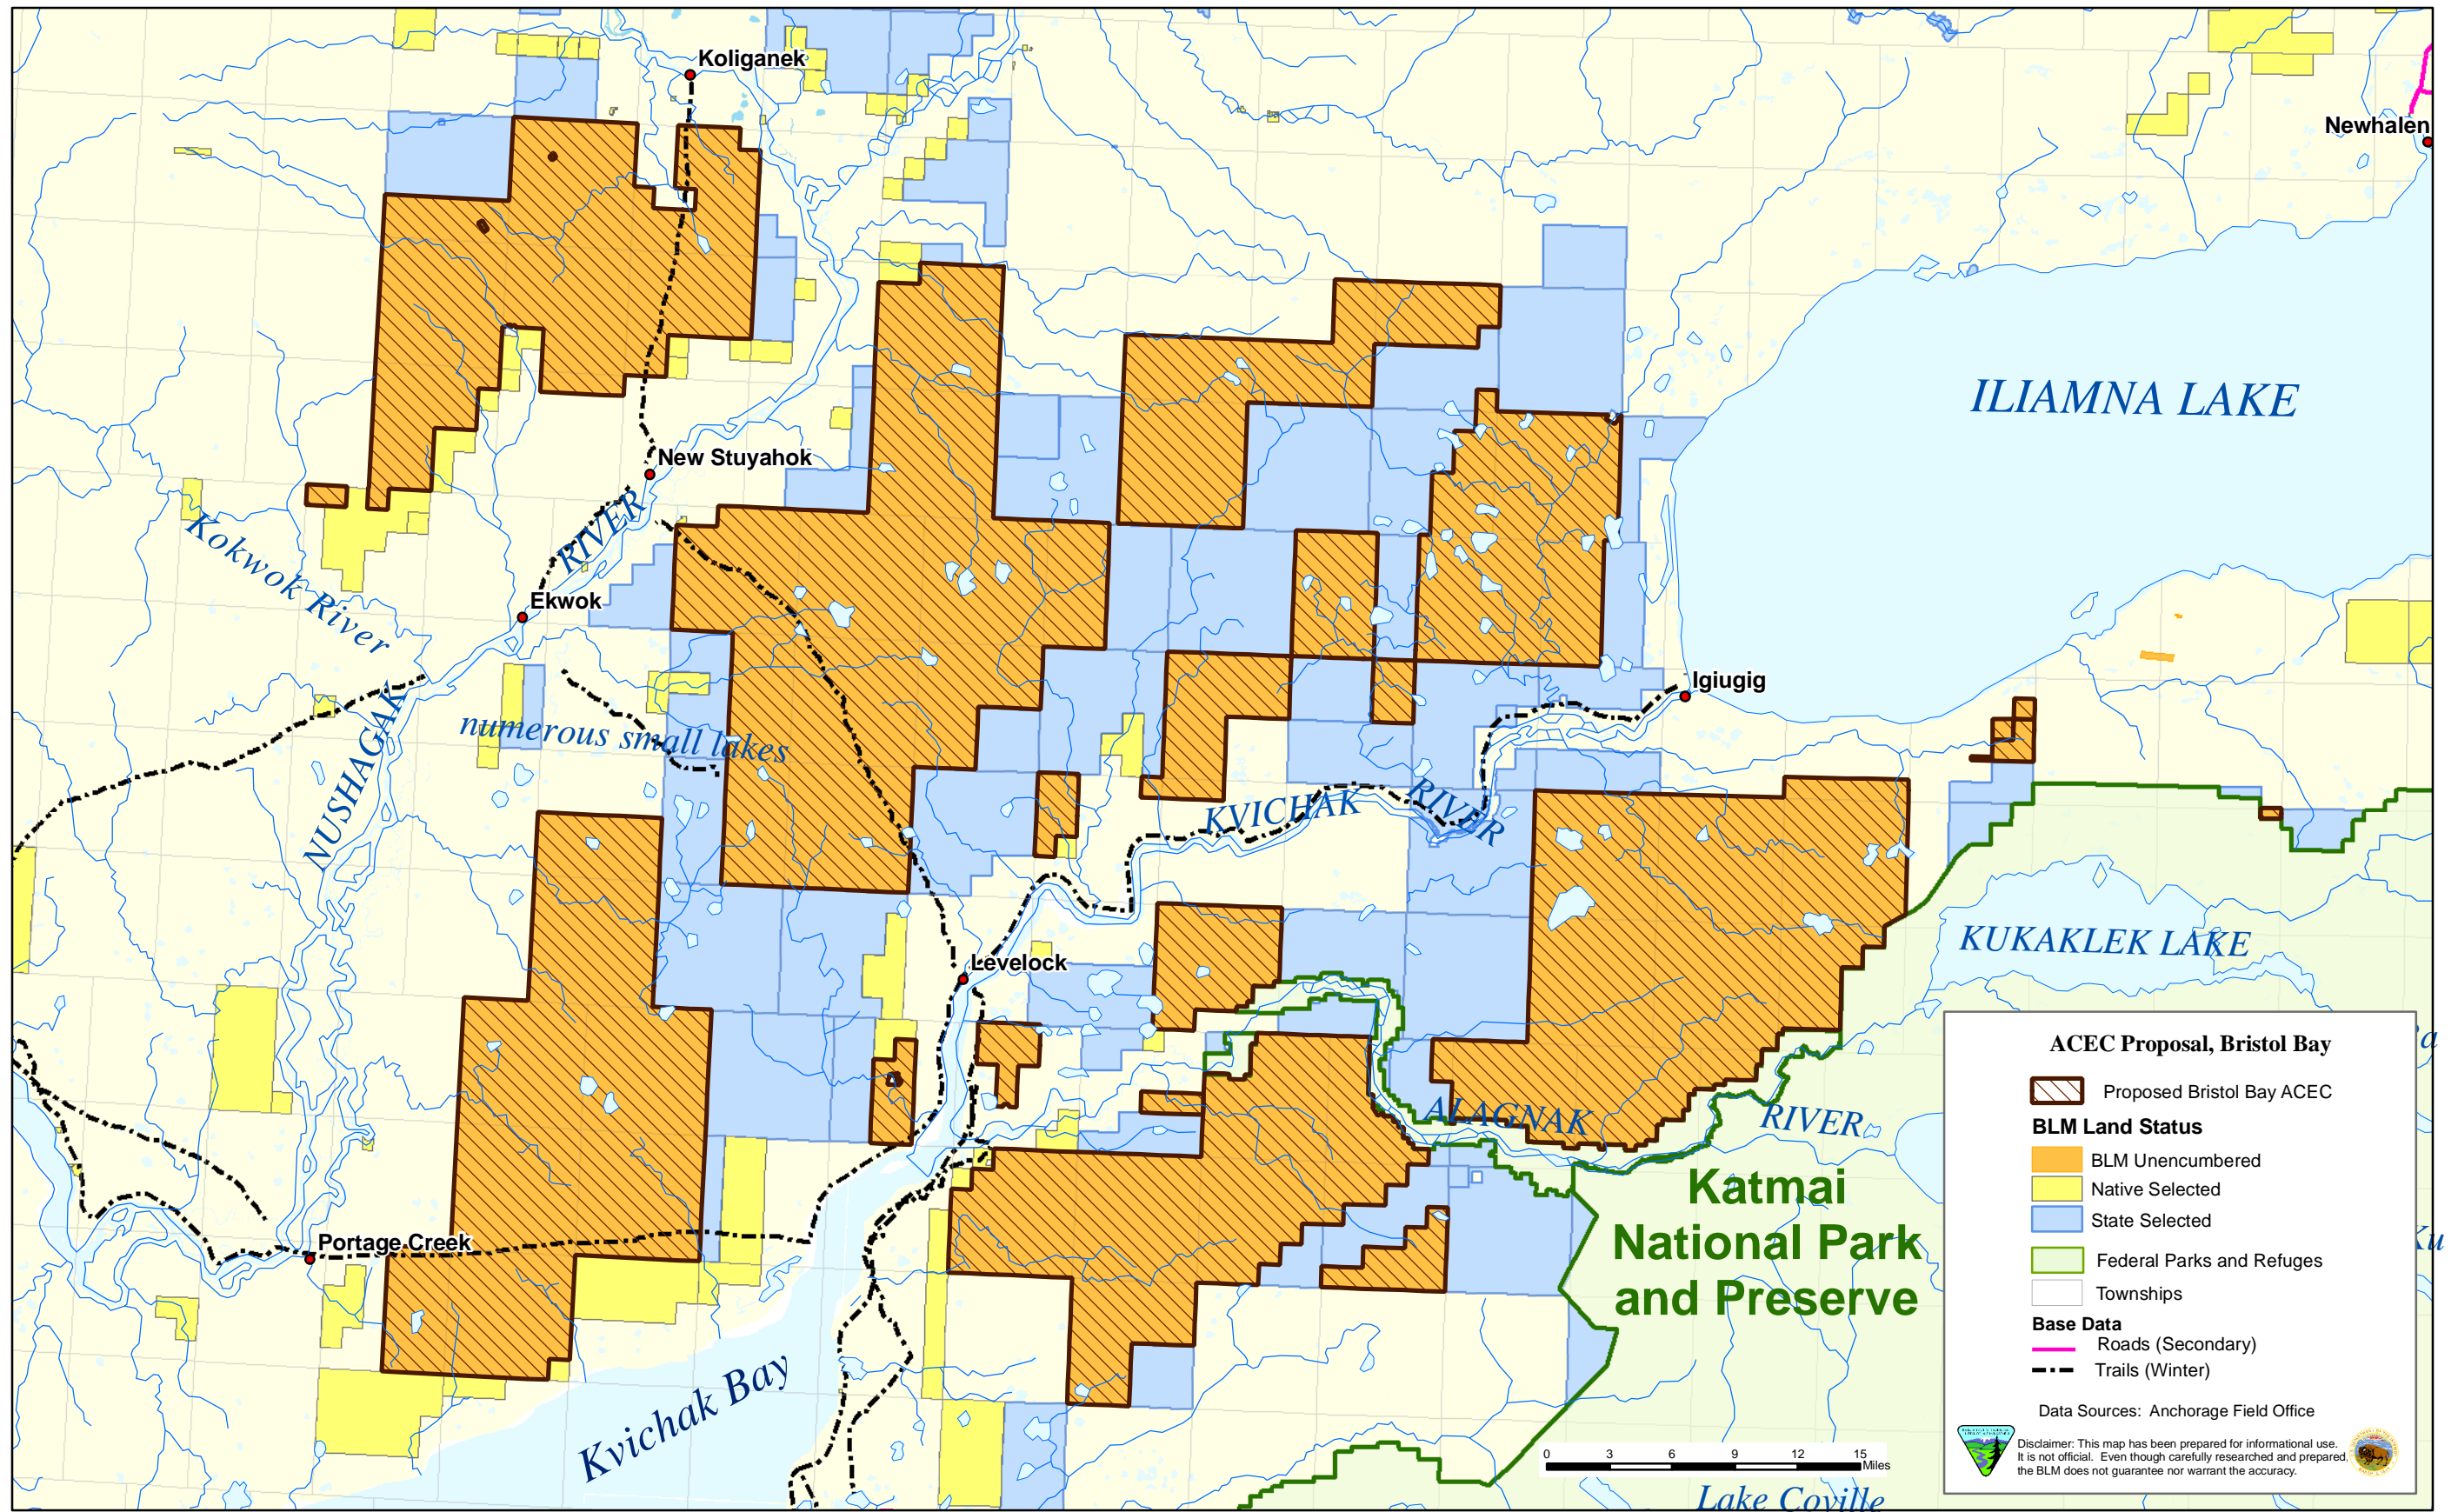 Koliganek
Newhalen
ILIAMNA LAKE
New Stuyahok
RIVER
Kokwok River
Ekwok
Igiugig
NUSHAGAK
numerous small lakes
KVICHAK
RIVER
KUKAKLEK LAKE
Levelock
ALAGNAK
RIVER
Katmai
National Park
and Preserve
Portage Creek
Kvichak Bay
Lake Coville
a
Ku
ACEC Proposal, Bristol Bay
Proposed Bristol Bay ACEC
BLM Land Status
BLM Unencumbered
Native Selected
State Selected
Federal Parks and Refuges
Townships
Base Data
Roads (Secondary)
Trails (Winter)
Data Sources: Anchorage Field Office
Disclaimer: This map has been prepared for informational use.
It is not official. Even though carefully researched and prepared,
the BLM does not guarantee nor warrant the accuracy.
0 3 6 9 12 15
Miles